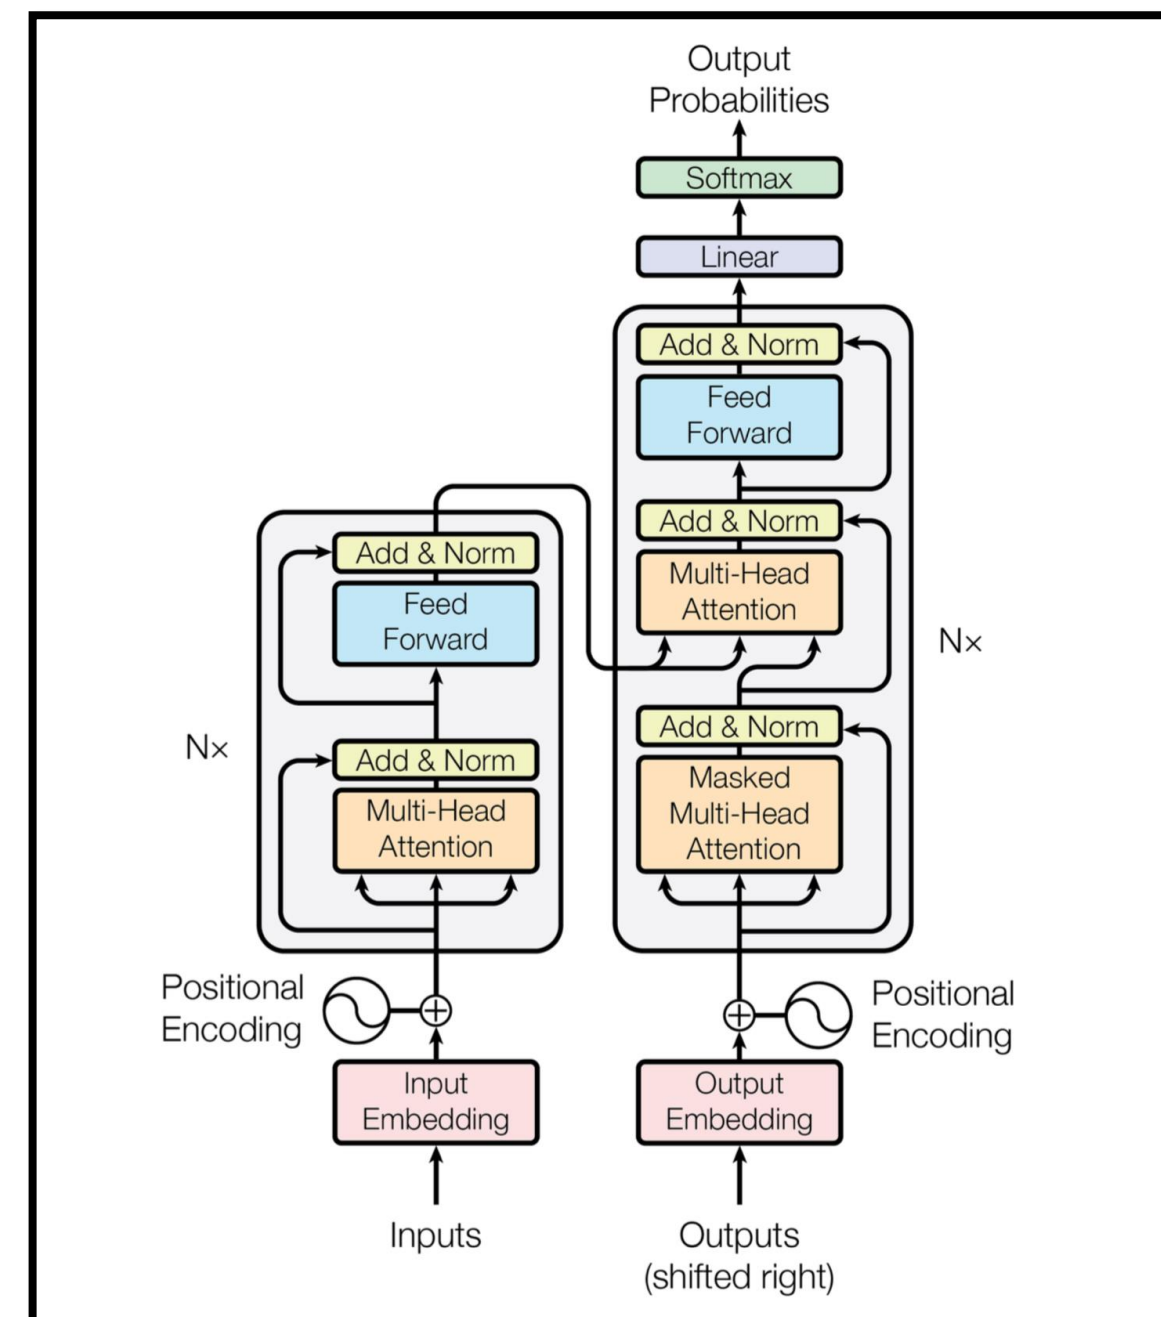 Output
Probabilities
Softmax
Linear
Add & Norm
Feed
Forward
Add & Norm
Multi-Head
Attention
Nx
Add & Norm
Masked
Multi-Head
Attention
Add & Norm
Feed
Forward
Nx
Add & Norm
Multi-Head
Attention
Positional
Encoding
Positional
Encoding
Input
Embedding
Output
Embedding
Inputs
Outputs
(shifted right)